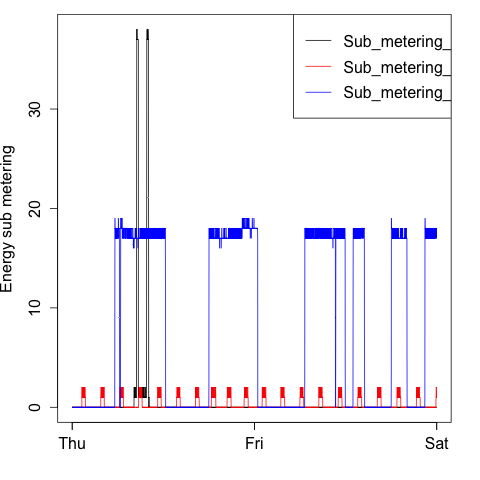 Sub_metering_
Sub_metering_
Sub_metering_
Energy sub metering
30
20
10
0
Thu Fri Sat